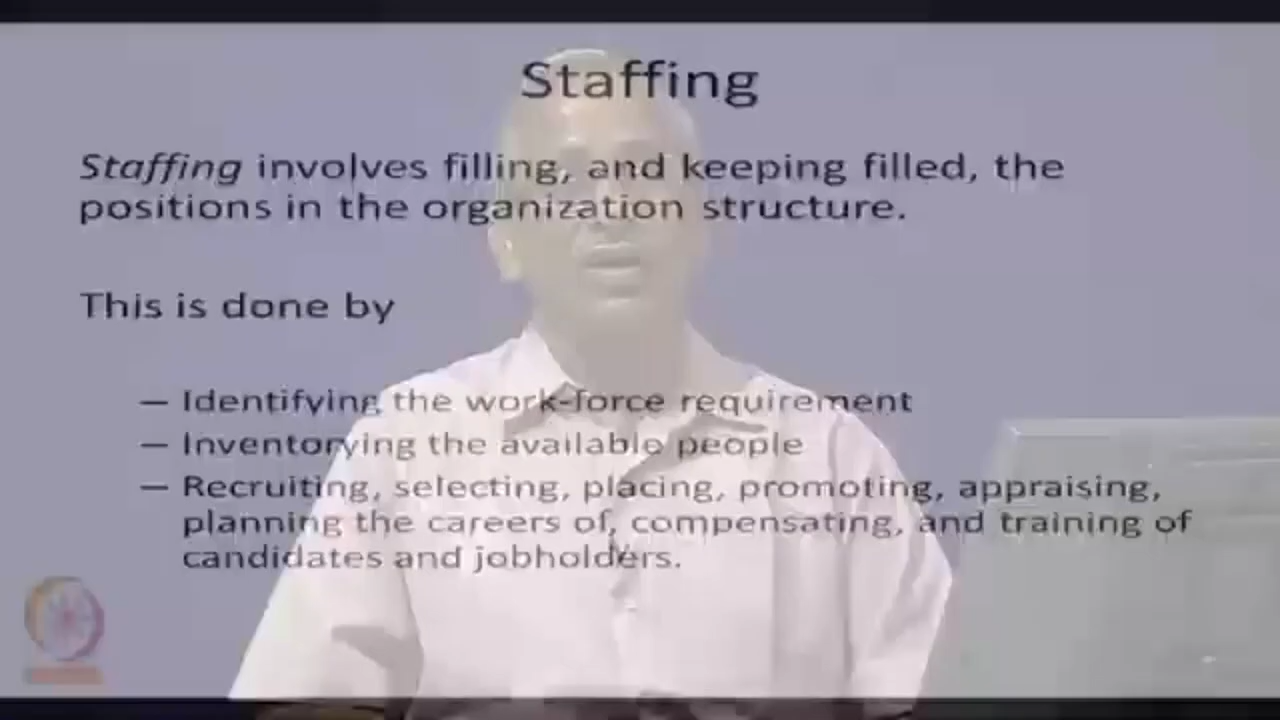 Staffing
Staffing involves filling, and keeping filled, the
positions in the organization structure.
This is done by
— Identifying the work-force requirement
— Inventorying the available people
— Recruiting, selecting, placing, promoting, appraising,
planning the careers of, compensating, and training of
candidates and jobholders.